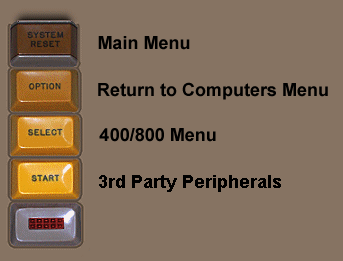 SYSTEM
RESET
Main Menu
OPTION
Return to Computers Menu
SELECT
400/800 Menu
START
3rd Party Peripherals